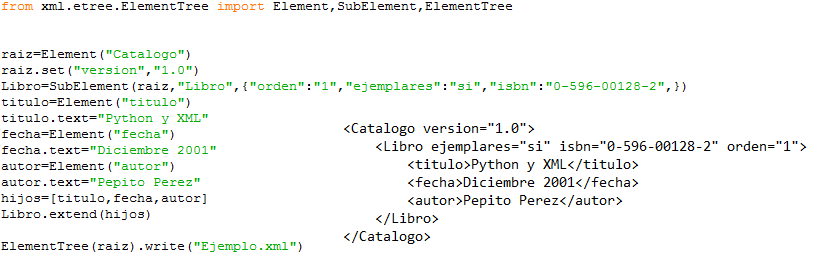 from xml.etree.ElementTree import Element,SubElement,ElementTree
raiz=Element("Catalogo")
raiz.set("version","1.0")
Libro=SubElement(raiz,"Libro",{"orden":"1","ejemplares":"si","isbn":"0-596-00128-2",})
titulo=Element("titulo")
titulo.text="Python y XML"
fecha=Element("fecha")
fecha.text="Diciembre 2001"
autor=Element("autor")
autor.text="Pepito Perez"
hijos=[titulo,fecha,autor]
Libro.extend(hijos)
ElementTree(raiz).write("Ejemplo.xml")
<Catalogo version="1.0">
    <Libro ejemplares="si" isbn="0-596-00128-2" orden="1">
        <titulo>Python y XML</titulo>
        <fecha>Diciembre 2001</fecha>
        <autor>Pepito Perez</autor>
    </Libro>
</Catalogo>